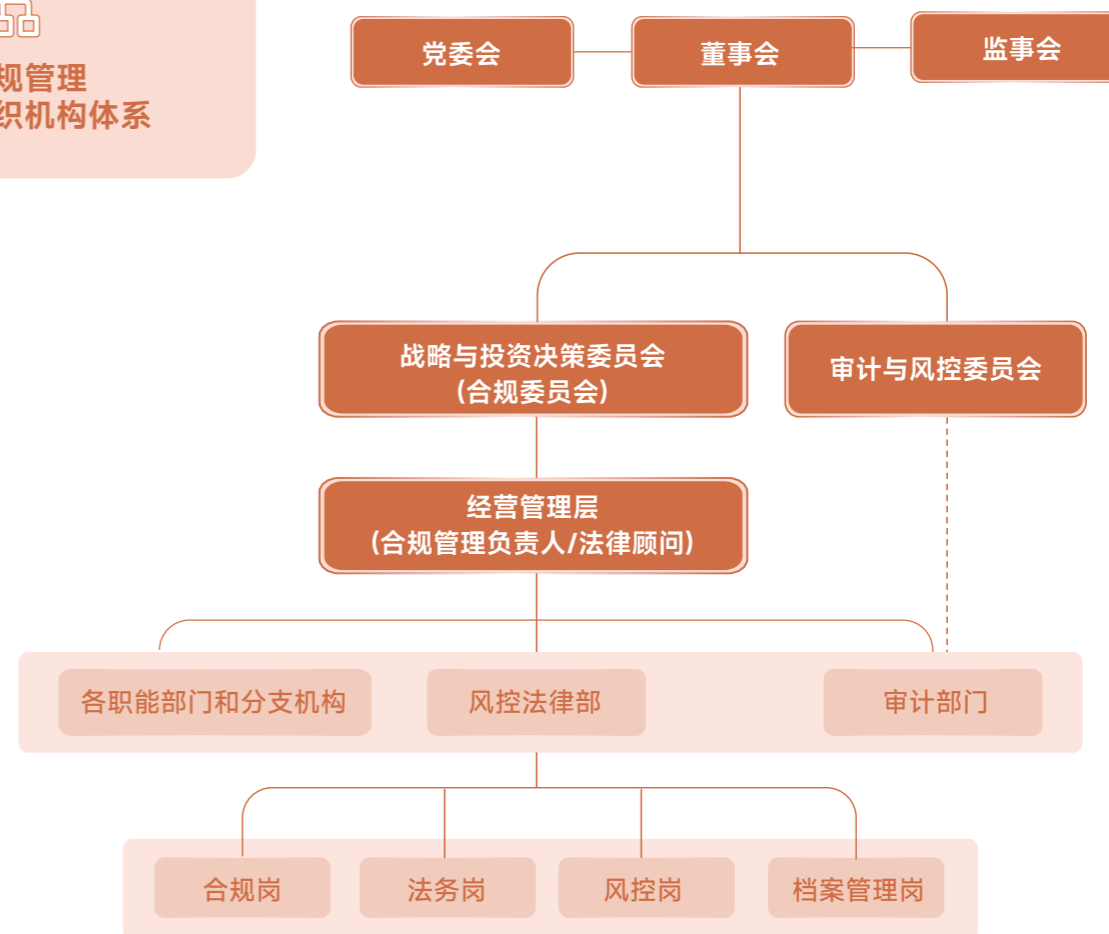 规管理
织机构体系
党委会
董事会
监事会
战略与投资决策委员会
(合规委员会)
审计与风控委员会
经营管理层
(合规管理负责人/法律顾问)
各职能部门和分支机构
风控法律部
审计部门
合规岗
法务岗
风控岗
档案管理岗